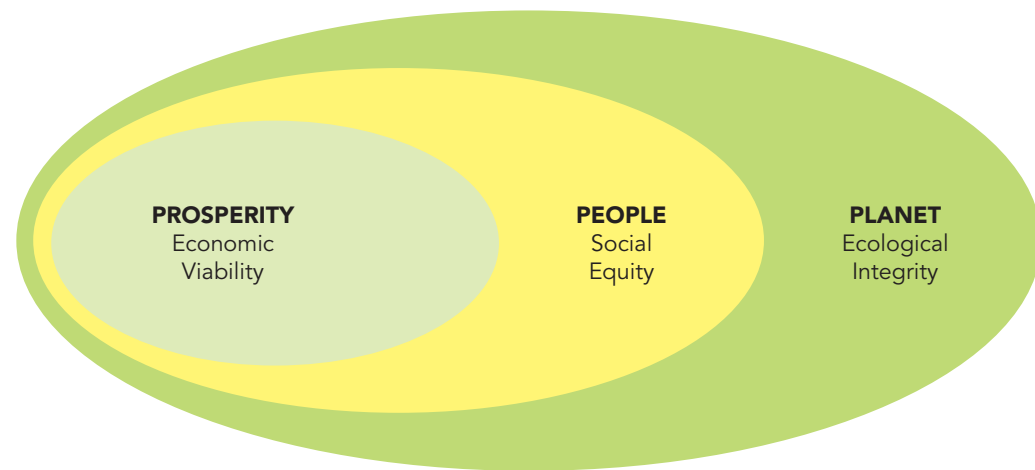 PROSPERITY
Economic
Viability
PEOPLE
Social
Equity
PLANET
Ecological
Integrity